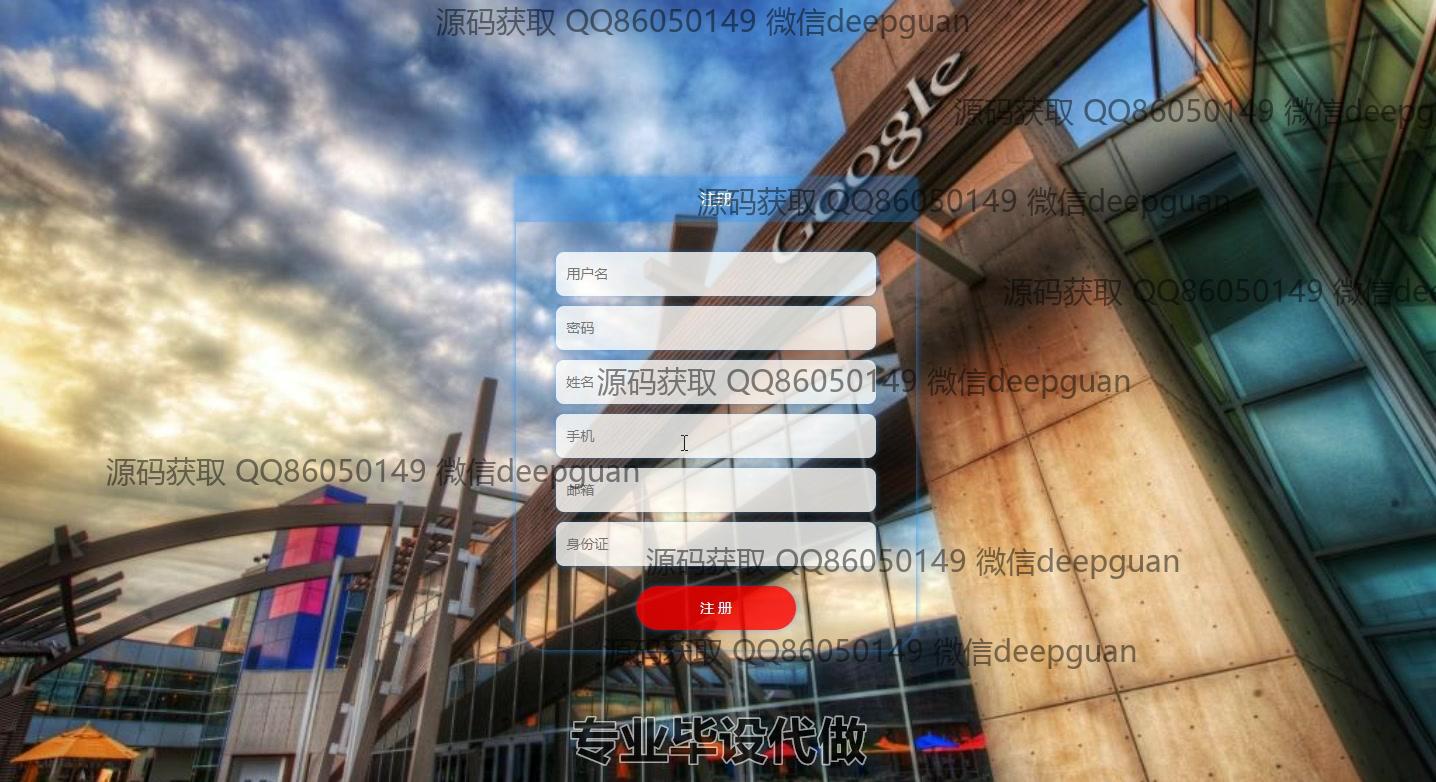 源码获取 QQ86050149 微信deepguan
源码获取 QQ86050149 微信deepg
Google
注册
源码获取 QQ86050149 微信deepguan
用户名
源码获取 QQ86050149 微信dee
密码
姓名
源码获取 QQ86050149 微信deepguan
手机
源码获取 QQ86050149 微信deepguan
邮箱
身份证
源码获取 QQ86050149 微信deepguan
注 册
源码获取 QQ86050149 微信deepguan
专业毕设代做